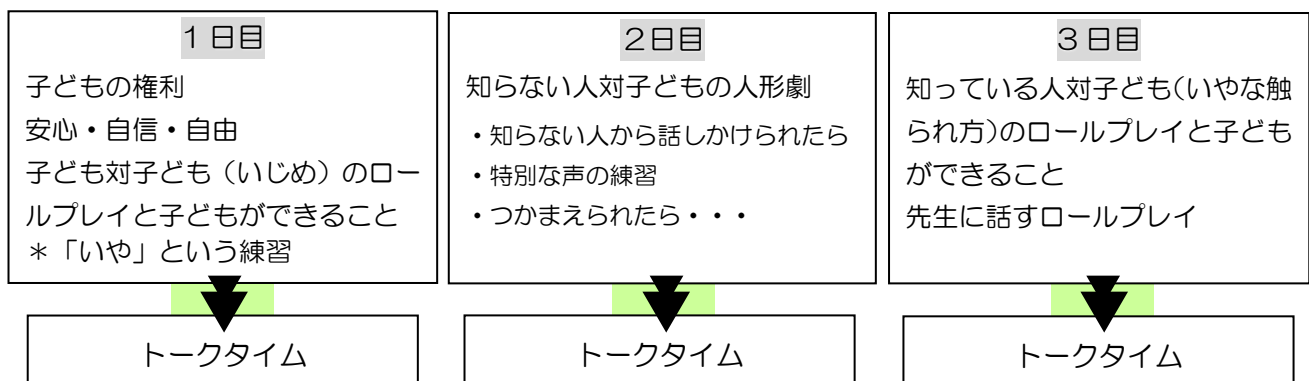 1日目
子どもの権利
安心・自信・自由
子ども対子ども（いじめ）のロー
ルプレイと子どもができること
＊「いや」という練習
トークタイム
2日目
知らない人対子どもの人形劇
・知らない人から話しかけられたら
・特別な声の練習
・つかまえられたら・・・
トークタイム
3日目
知っている人対子ども(いやな触
られ方)のロールプレイと子ども
ができること
先生に話すロールプレイ
トークタイム